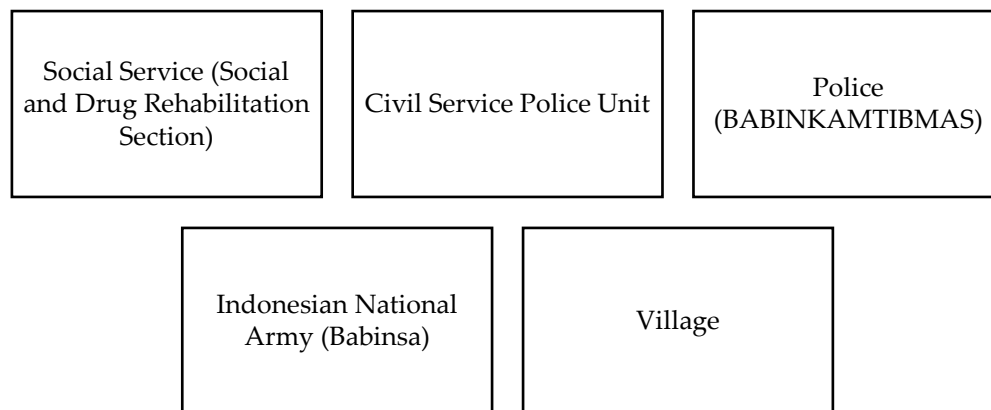 Social Service (Social
and Drug Rehabilitation
Section)
Civil Service Police Unit
Police
(BABINKAMTIBMAS)
Indonesian National
Army (Babinsa)
Village